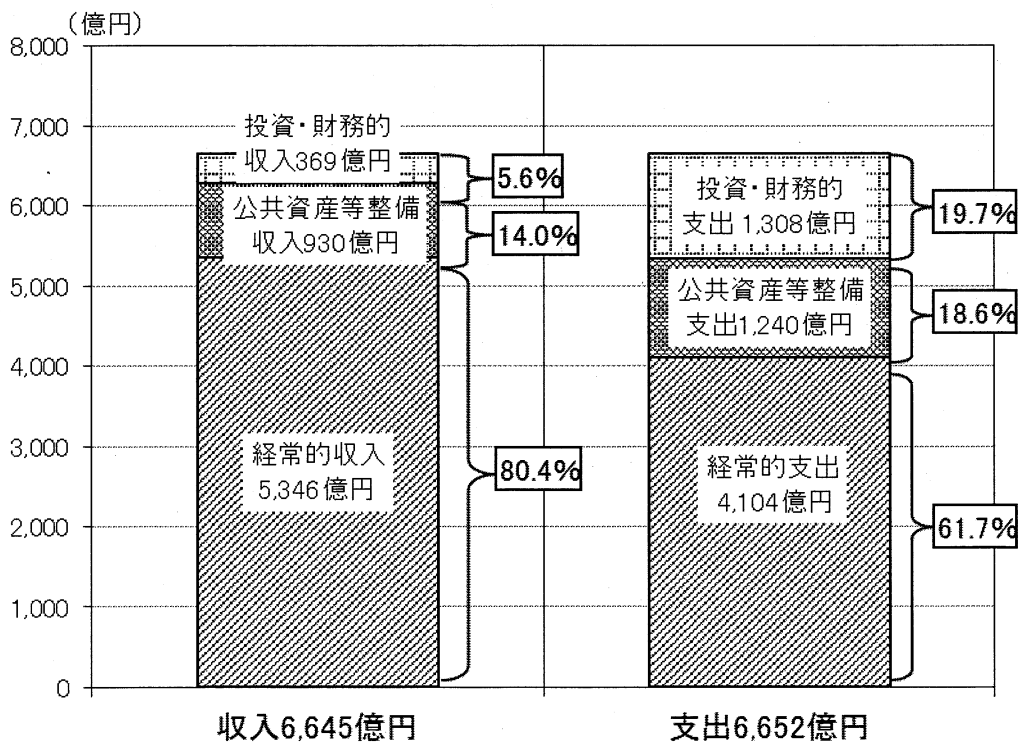 (億円)
8,000
7,000
6,000
5,000
4,000
3,000
2,000
1,000
0
投資・財務的
収入369億円
5.6%
公共資産等整備
収入930億円
14.0%
経常的収入
5,346億円
80.4%
投資・財務的
支出 1,308億円
19.7%
公共資産等整備
支出1,240億円
18.6%
経常的支出
4,104億円
61.7%
収入6,645億円
支出6,652億円